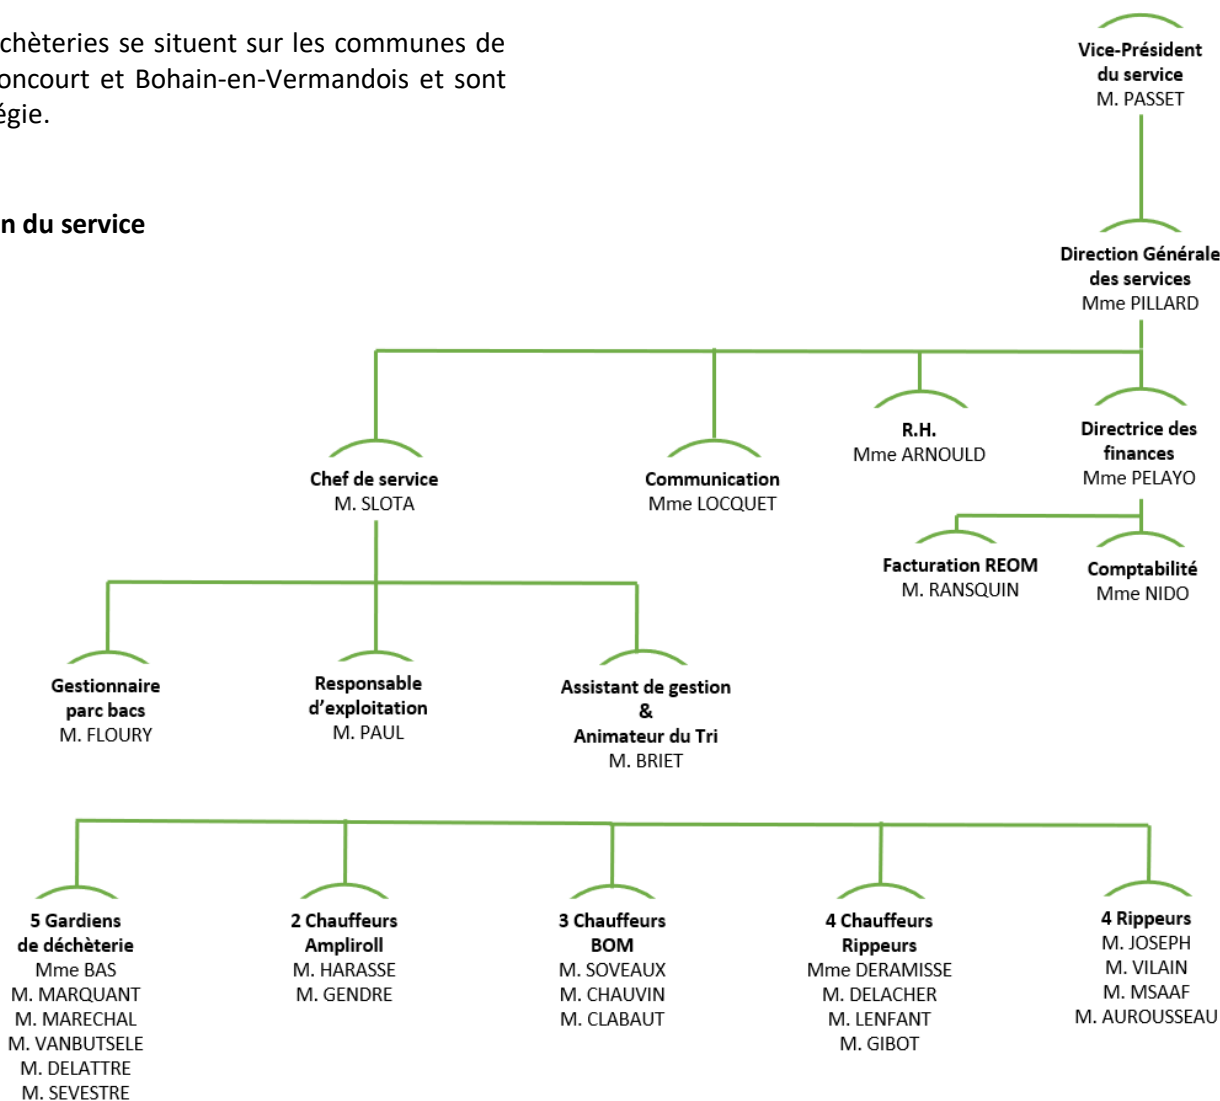 chèteries se situent sur les communes de
oncourt et Bohain-en-Vermandois et sont
égie.
n du service
Vice-Président
du service
M. PASSET
Direction Générale
des services
Mme PILLARD
Chef de service
M. SLOTA
Communication
Mme LOCQUET
R.H.
Mme ARNOULD
Directrice des
finances
Mme PELAYO
Facturation REOM
M. RANSQUIN
Comptabilité
Mme NIDO
Gestionnaire
parc bacs
M. FLOURY
Responsable
d’exploitation
M. PAUL
Assistant de gestion
&
Animateur du Tri
M. BRIET
5 Gardiens
de déchèterie
Mme BAS
M. MARQUANT
M. MARECHAL
M. VANBUTSELE
M. DELATTRE
M. SEVESTRE
2 Chauffeurs
Ampliroll
M. HARASSE
M. GENDRE
3 Chauffeurs
BOM
M. SOVEAUX
M. CHAUVIN
M. CLABAUT
4 Chauffeurs
Rippeurs
Mme DERAMISSE
M. DELACHER
M. LENFANT
M. GIBOT
4 Rippeurs
M. JOSEPH
M. VILAIN
M. MSAAF
M. AUROUSSEAU